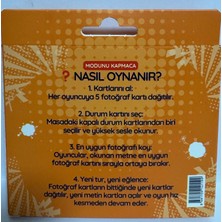 MODUNU KAPMACA
? NASIL OYNANIR?
1. Kartlarını al:
Her oyuncuya 5 fotoğraf kartı dağıtılır.
2. Durum kartını seç:
Masadaki kapalı durum kartlarından biri
seçilir ve yüksek sesle okunur.
3. En uygun fotoğrafı koy:
Oyuncular, okunan metne en uygun
fotoğraf kartını sırayla ortaya bırakır.
4. Yeni tur, yeni eğlence:
Fotoğraf kartların bittiğinde yeni kartlar
dağıtılır, yeni metin kartları açılır ve oyun hız
kesmeden devam eder.